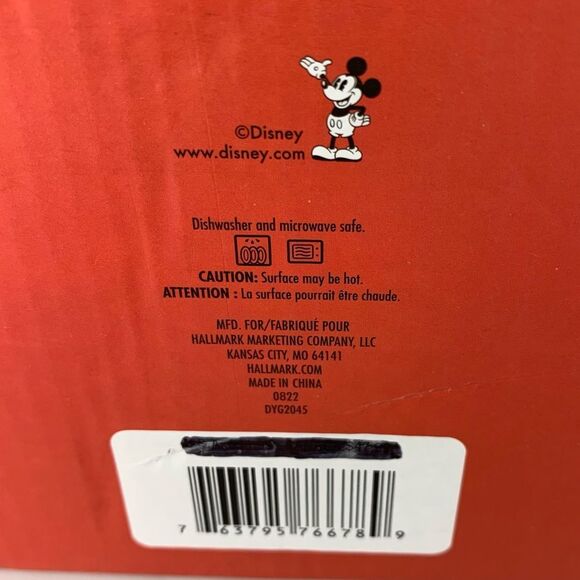 ©Disney
www.disney.com
Dishwasher and microwave safe.
CAUTION: Surface may be hot.
ATTENTION : La surface pourrait être chaude.
MFD. FOR/FABRIQUÉ POUR
HALLMARK MARKETING COMPANY, LLC
KANSAS CITY, MO 64141
HALLMARK.COM
MADE IN CHINA
0822
DYG2045
7 63795 76678 9